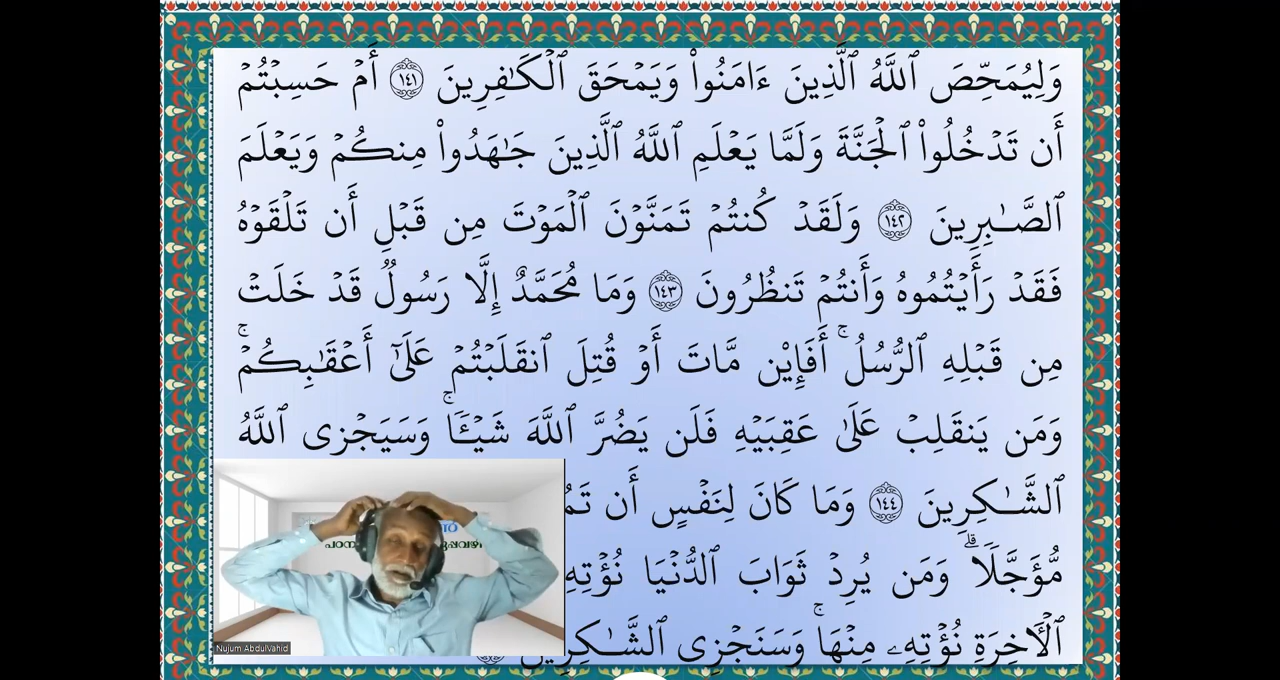 وَلِيُمَحِّصَ ٱللَّهُ ٱلَّذِينَ ءَامَنُوا۟ وَيَمْحَقَ ٱلْكَـٰفِرِينَ ١٤١ أَمْ حَسِبْتُمْ
أَن تَدْخُلُوا۟ ٱلْجَنَّةَ وَلَمَّا يَعْلَمِ ٱللَّهُ ٱلَّذِينَ جَـٰهَدُوا۟ مِنكُمْ وَيَعْلَمَ
ٱلصَّـٰبِرِينَ ١٤٢ وَلَقَدْ كُنتُمْ تَمَنَّوْنَ ٱلْمَوْتَ مِن قَبْلِ أَن تَلْقَوْهُ
فَقَدْ رَأَيْتُمُوهُ وَأَنتُمْ تَنظُرُونَ ١٤٣ وَمَا مُحَمَّدٌ إِلَّا رَسُولٌ قَدْ خَلَتْ
مِن قَبْلِهِ ٱلرُّسُلُ ۚ أَفَإِي۟ن مَّاتَ أَوْ قُتِلَ ٱنقَلَبْتُمْ عَلَىٰٓ أَعْقَـٰبِكُمْ ۚ
وَمَن يَنقَلِبْ عَلَىٰ عَقِبَيْهِ فَلَن يَضُرَّ ٱللَّهَ شَيْـًٔا ۚ وَسَيَجْزِى ٱللَّهُ
ٱلشَّـٰكِرِينَ ١٤٤ وَمَا كَانَ لِنَفْسٍ أَن
مُّؤَجَّلًا ۗ وَمَن يُرِدْ ثَوَابَ ٱلدُّنْيَا نُؤْتِهِ
ٱلْـَٔاخِرَةِ نُؤْتِهِۦ مِنْهَا ۚ وَسَنَجْزِى ٱلشَّـٰكِرِينَ
Nujum AbdulVahid